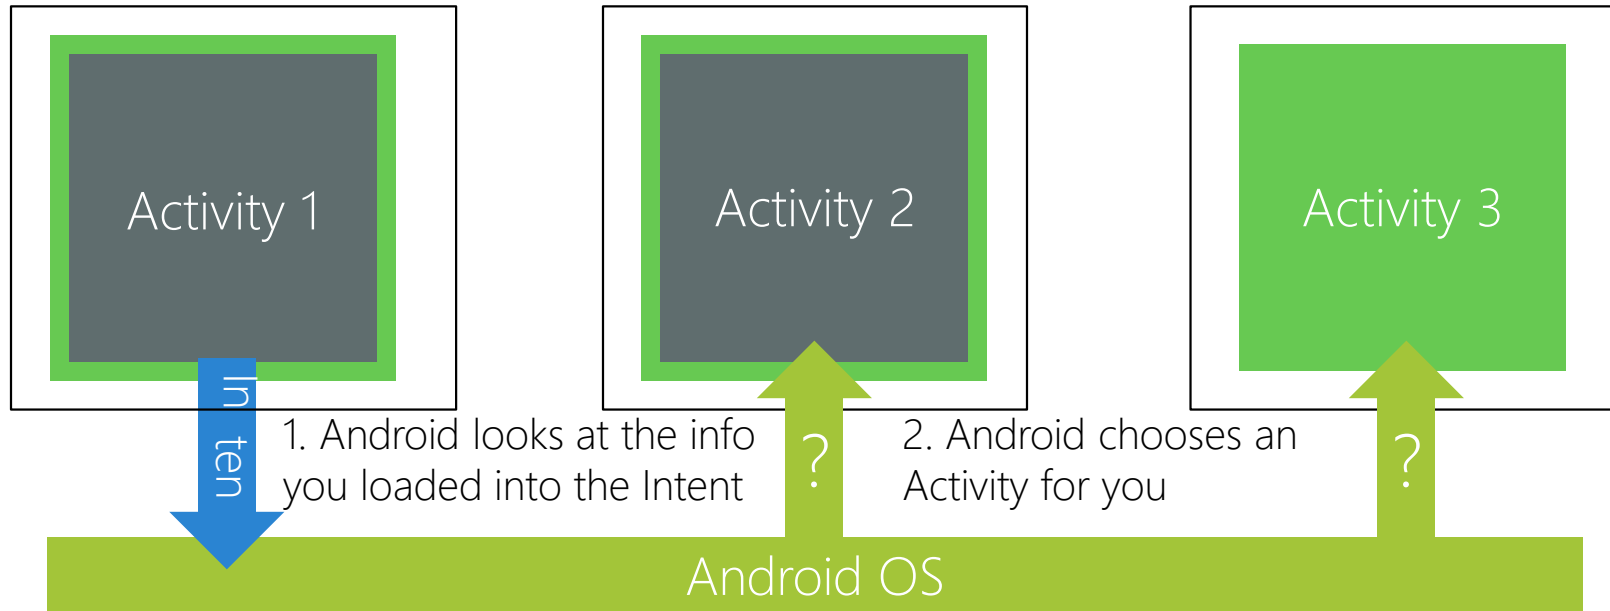 Activity 1
Activity 2
Activity 3
In ten
1. Android looks at the info
you loaded into the Intent
?
2. Android chooses an
Activity for you
?
Android OS